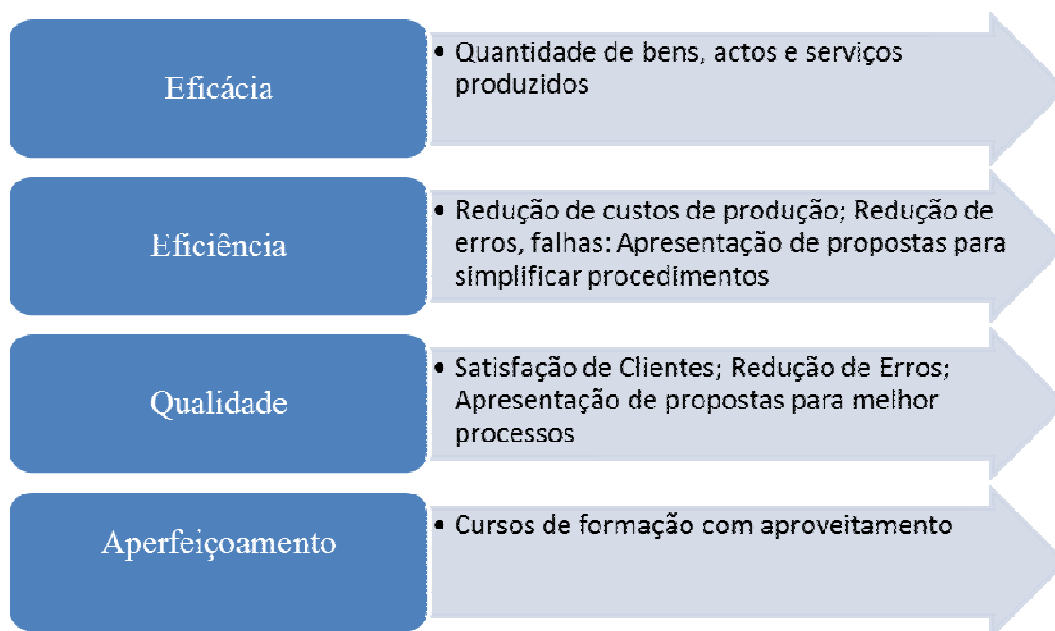 Eficácia
• Quantidade de bens, actos e serviços
produzidos
Eficiência
• Redução de custos de produção; Redução de
erros, falhas: Apresentação de propostas para
simplificar procedimentos
Qualidade
• Satisfação de Clientes; Redução de Erros;
Apresentação de propostas para melhor
processos
Aperfeiçoamento
• Cursos de formação com aproveitamento